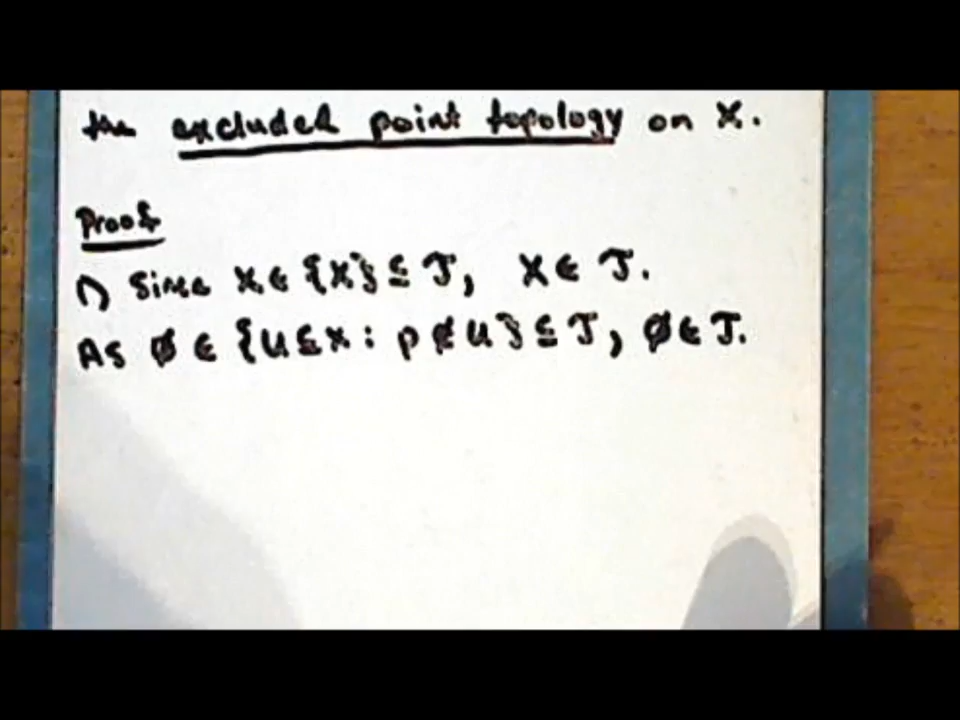 the excluded point topology on X.
Proof
1) Since X ∈ {X} ⊆ T, X ∈ T.
As ∅ ∈ {U ⊆ X : p ∉ U} ⊆ T, ∅ ∈ T.